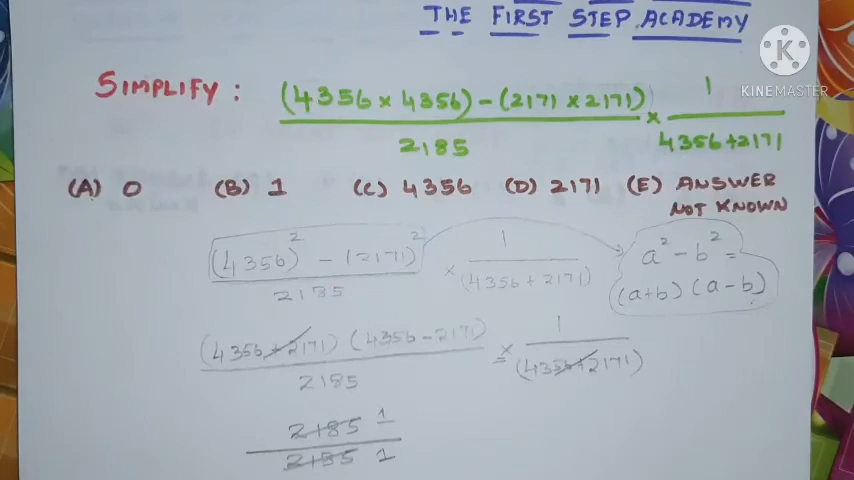 THE FIRST STEP ACADEMY
KINEMASTER
SIMPLIFY : (4356 x 4356) - (2171 x 2171) / 2185 x 1 / 4356+2171
(A) 0 (B) 1 (C) 4356 (D) 2171 (E) ANSWER NOT KNOWN
(4356)² - (2171)² / 2185 x 1 / (4356+2171)
a² - b² =
(a+b) (a-b)
(4356+2171) (4356-2171) / 2185 x 1 / (4356+2171)
2185 1
2185 1